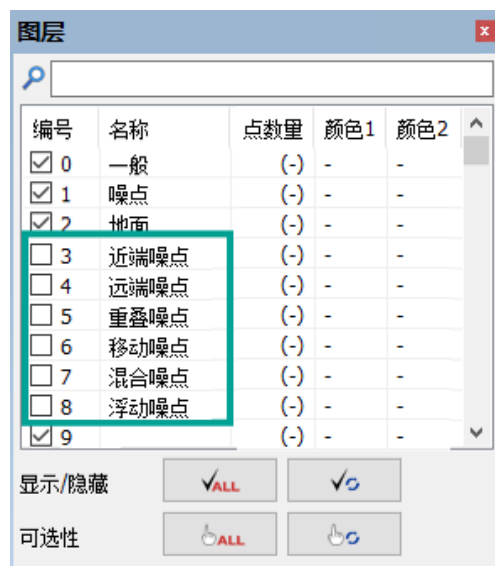 图层
编号 名称 点数量 颜色1 颜色2
0 一般 (-) - -
1 噪点 (-) - -
2 地面 (-) - -
3 近端噪点 (-) - -
4 远端噪点 (-) - -
5 重叠噪点 (-) - -
6 移动噪点 (-) - -
7 混合噪点 (-) - -
8 浮动噪点 (-) - -
9 (-) - -
显示/隐藏 ALL
可选性 ALL